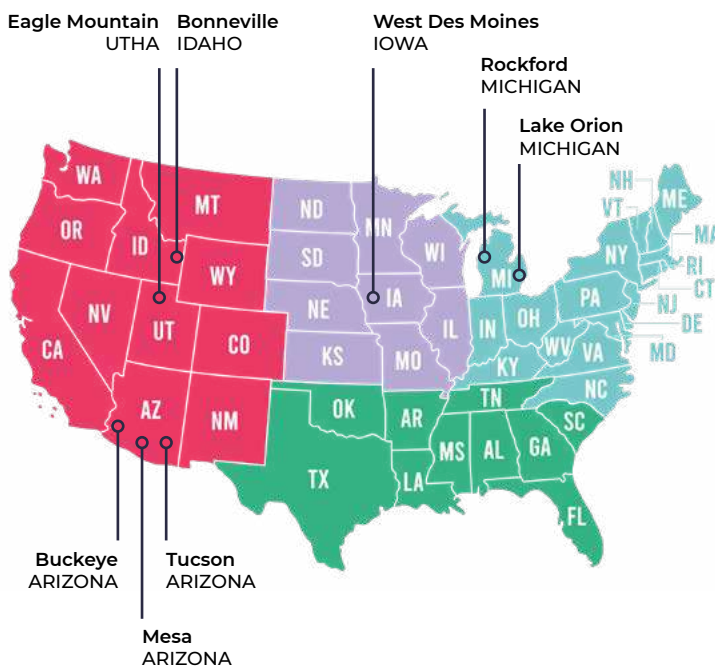 Eagle Mountain
UTHA
Bonneville
IDAHO
West Des Moines
IOWA
Rockford
MICHIGAN
Lake Orion
MICHIGAN
WA
OR
ID
MT
WY
NV
CA
UT
CO
AZ
NM
ND
SD
NE
KS
MN
IA
MO
WI
IL
MI
IN
OH
KY
WV
VA
NC
PA
NY
VT
NH
ME
MA
RI
CT
NJ
DE
MD
OK
TX
AR
LA
MS
AL
TN
GA
SC
FL
Buckeye
ARIZONA
Tucson
ARIZONA
Mesa
ARIZONA